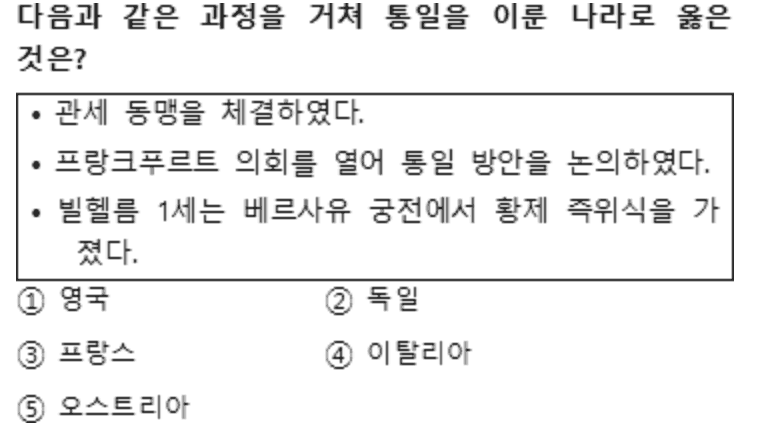 다음과 같은 과정을 거쳐 통일을 이룬 나라로 옳은
것은?
• 관세 동맹을 체결하였다.
• 프랑크푸르트 의회를 열어 통일 방안을 논의하였다.
• 빌헬름 1세는 베르사유 궁전에서 황제 즉위식을 가
졌다.
① 영국 ② 독일
③ 프랑스 ④ 이탈리아
⑤ 오스트리아